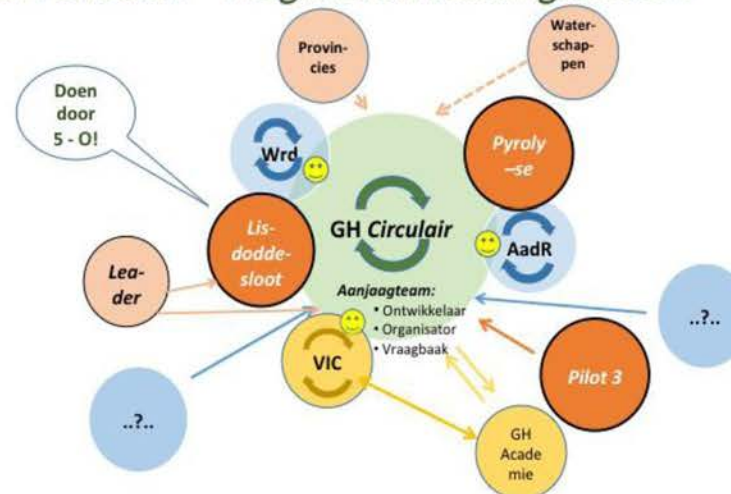 Provin-
cies
Water-
schap-
pen
Doen
door
5 - O!
Wrd
Pyroly
–se
GH Circulair
Lis-
dodde-
sloot
AadR
Lea-
der
Aanjaagteam:
• Ontwikkelaar
• Organisator
• Vraagbaak
..?..
VIC
Pilot 3
..?..
GH
Acade
mie